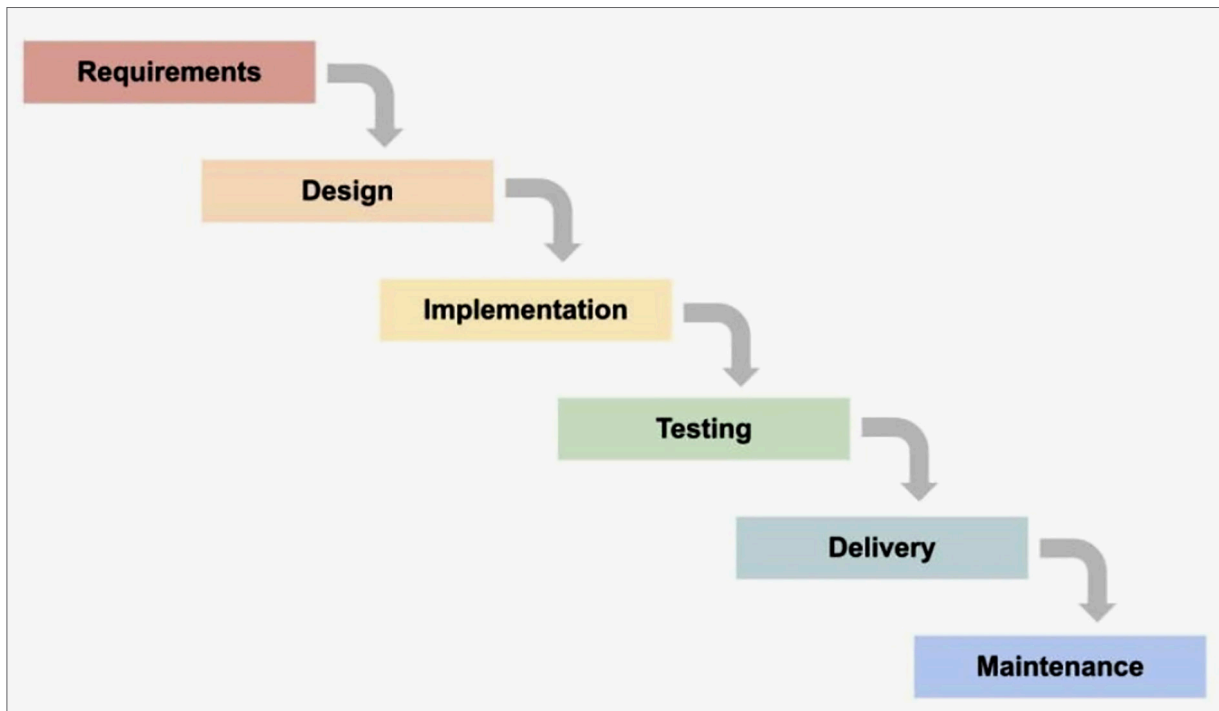 Requirements
Design
Implementation
Testing
Delivery
Maintenance